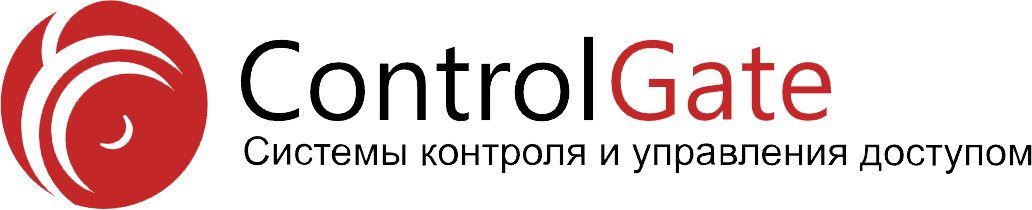 ControlGate
Системы контроля и управления доступом